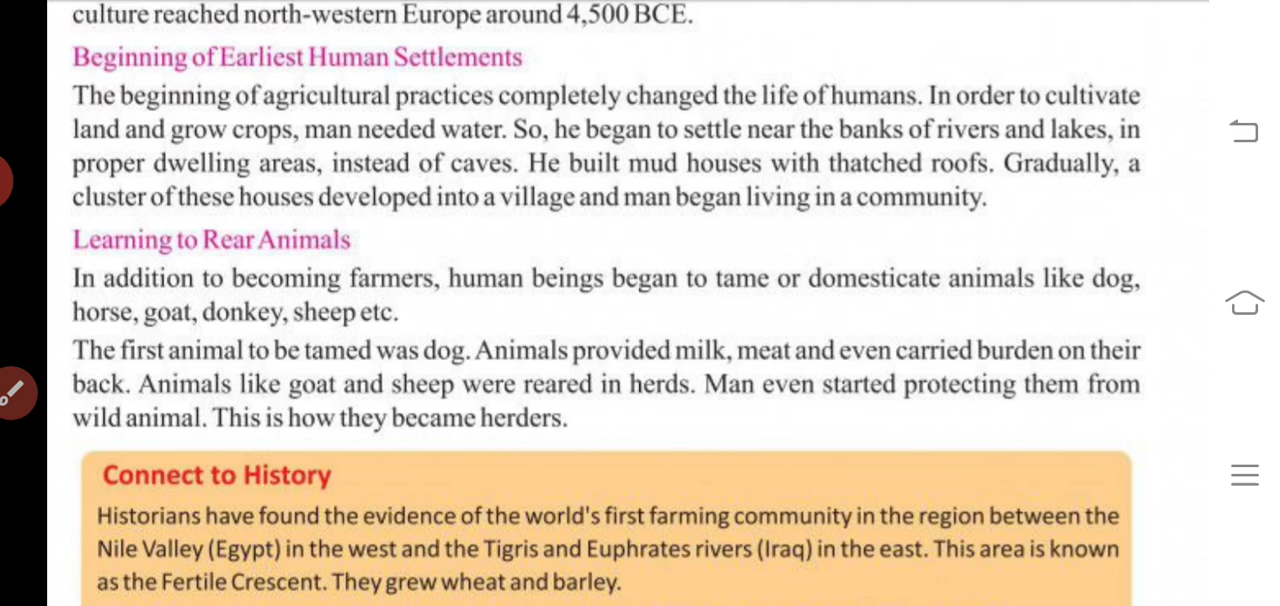 culture reached north-western Europe around 4,500 BCE.
Beginning of Earliest Human Settlements
The beginning of agricultural practices completely changed the life of humans. In order to cultivate
land and grow crops, man needed water. So, he began to settle near the banks of rivers and lakes, in
proper dwelling areas, instead of caves. He built mud houses with thatched roofs. Gradually, a
cluster of these houses developed into a village and man began living in a community.
Learning to Rear Animals
In addition to becoming farmers, human beings began to tame or domesticate animals like dog,
horse, goat, donkey, sheep etc.
The first animal to be tamed was dog. Animals provided milk, meat and even carried burden on their
back. Animals like goat and sheep were reared in herds. Man even started protecting them from
wild animal. This is how they became herders.
Connect to History
Historians have found the evidence of the world's first farming community in the region between the
Nile Valley (Egypt) in the west and the Tigris and Euphrates rivers (Iraq) in the east. This area is known
as the Fertile Crescent. They grew wheat and barley.